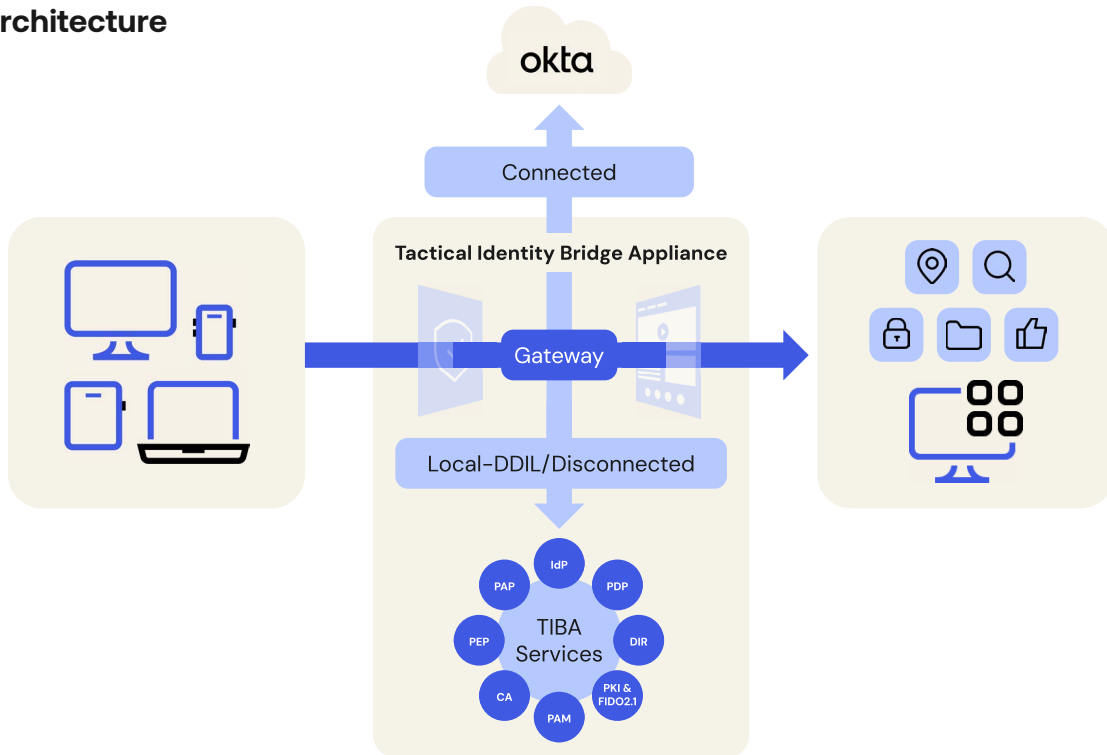 rchitecture
okta
Connected
Tactical Identity Bridge Appliance
Gateway
Local-DDIL/Disconnected
IdP
PAP
PDP
TIBA
Services
PEP
DIR
CA
PKI &
FIDO2.1
PAM